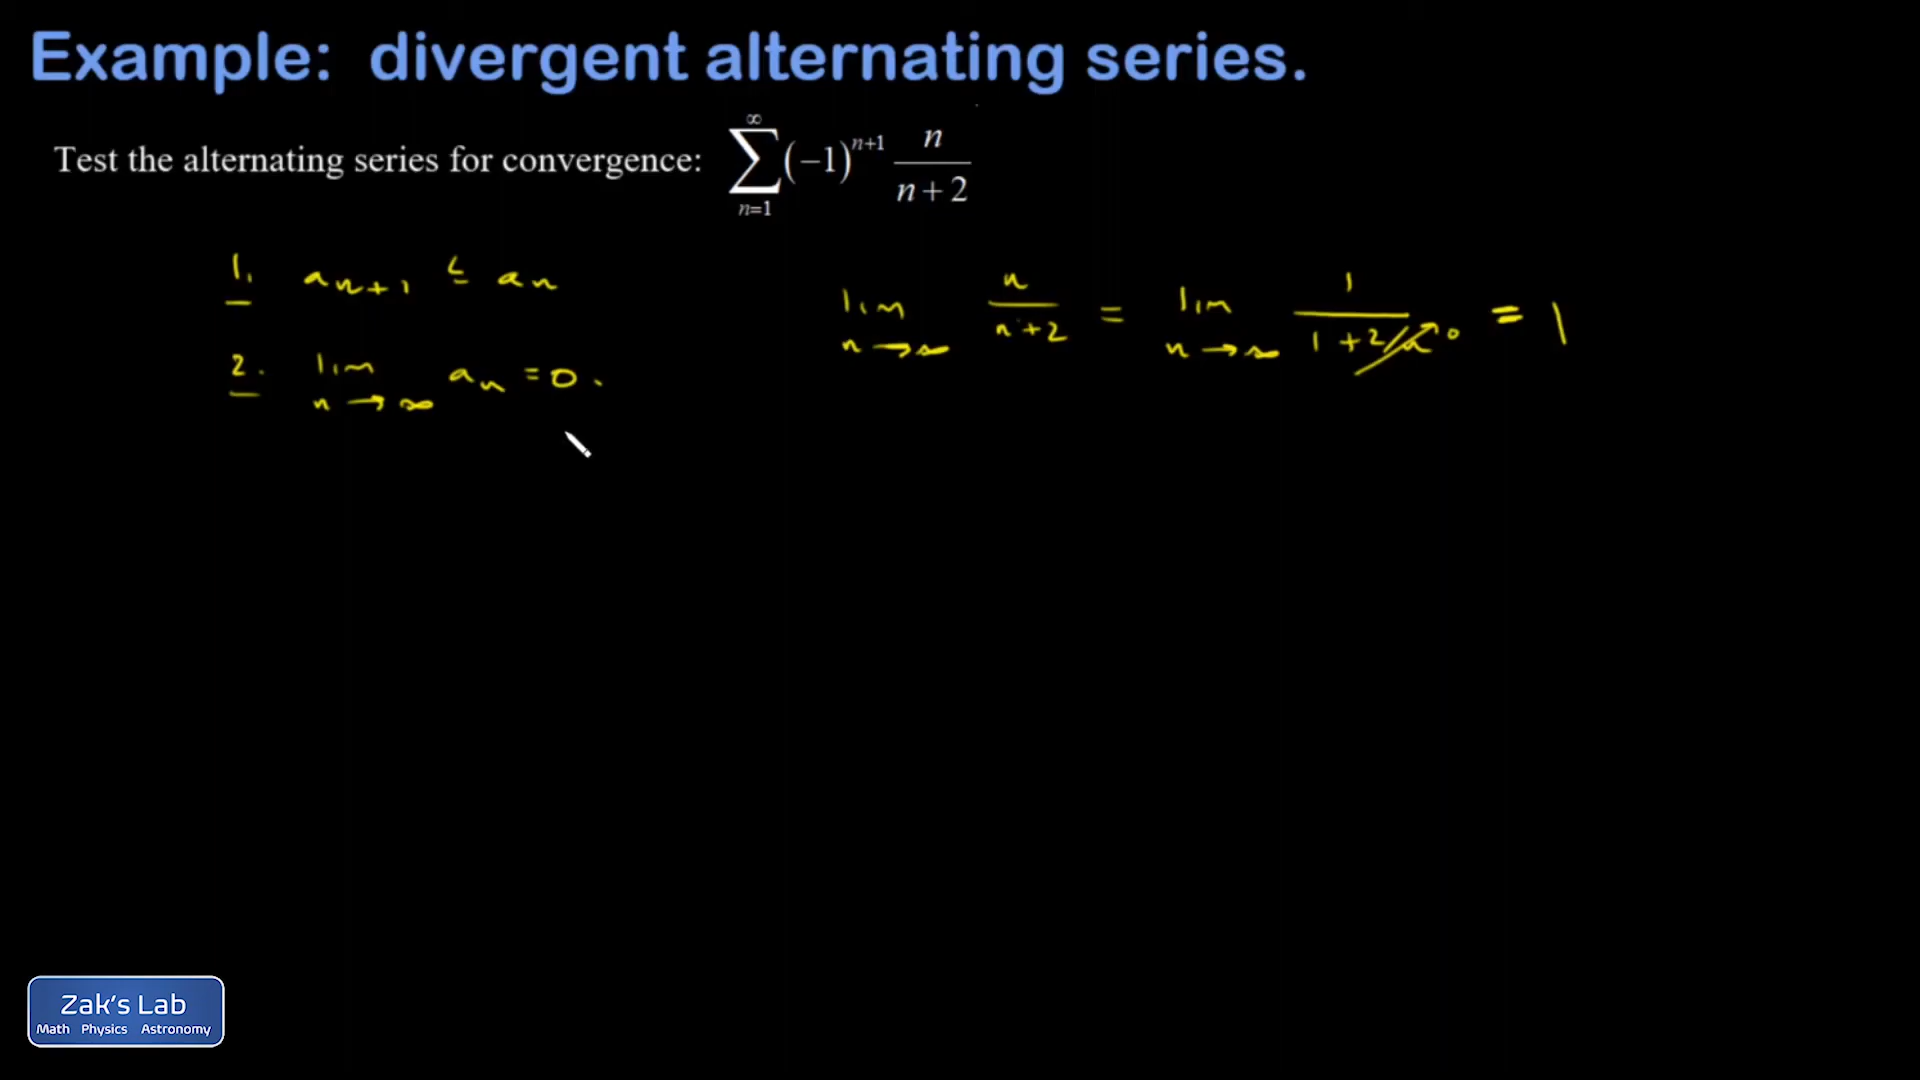 Example: divergent alternating series.
Test the alternating series for convergence: ∑_{n=1}^{∞} (−1)^{n+1} n/(n + 2)
1. a_{n+1} ≤ a_n
2. lim_{n→∞} a_n = 0.
lim_{n→∞} n/(n+2) = lim_{n→∞} 1/(1 + 2/n → 0) = 1
Zak's Lab
Math Physics Astronomy